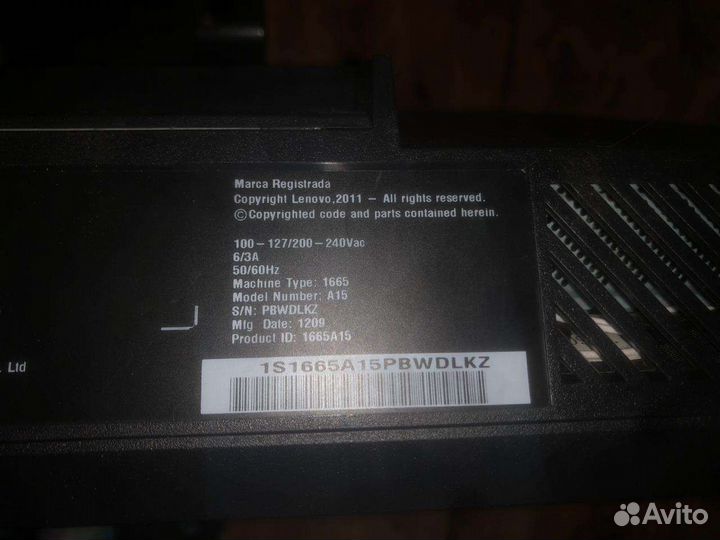 Marca Registrada
Copyright Lenovo,2011 – All rights reserved.
©Copyrighted code and parts contained herein.
100–127/200–240Vac
6/3A
50/60Hz
Machine Type: 1665
Model Number: A15
S/N: PBWDLKZ
Mfg Date: 1209
Product ID: 1665A15
. Ltd
1S1665A15PBWDLKZ
Avito